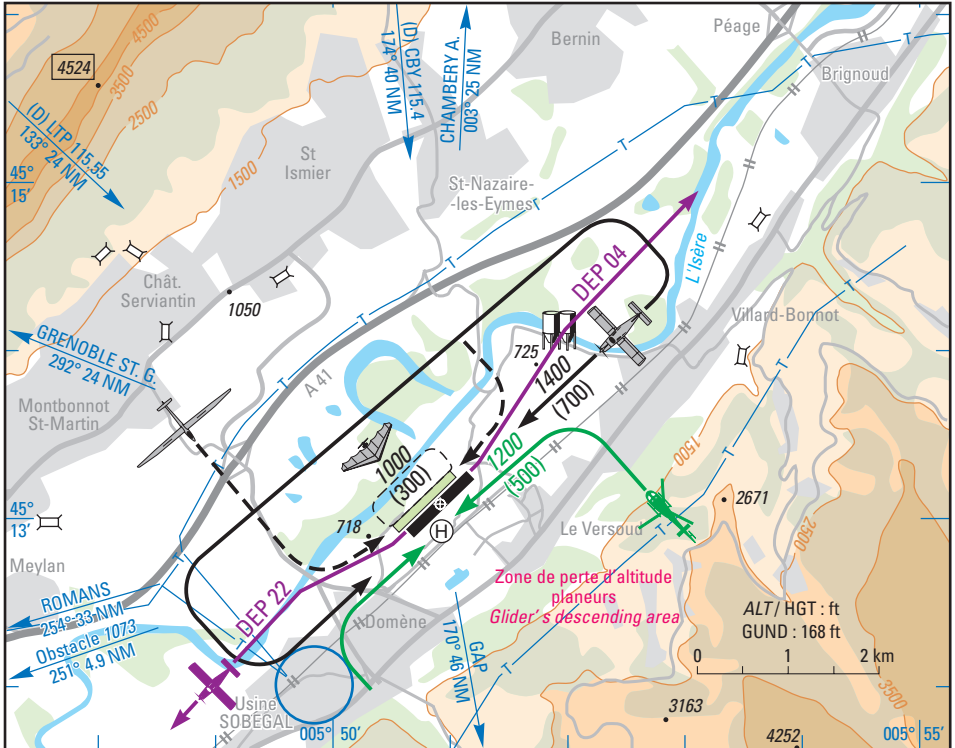 4524
4500
3500
2500
1500
(D) LTP 115,55
133° 24 NM
(D) CBY 115,4
174° 40 NM
CHAMBERY A.
003° 25 NM
Bernin
Péage
Brignoud
45°
15'
St
Ismier
St-Nazaire-
les-Eymes
L'Isère
Chât.
Serviantin
1050
GRENOBLE ST. G.
292° 24 NM
A 41
DEP 04
725
1400
(700)
Villard-Bonnot
Montbonnot
St-Martin
1000
(300)
1200
(500)
1500
2671
2500
45°
13'
718
H
Le Versoud
Meylan
ROMANS
254° 33 NM
Obstacle 1073
251° 4.9 NM
DEP 22
Domène
Zone de perte d'altitude
planeurs
Glider's descending area
GAP
170° 46 NM
ALT / HGT : ft
GUND : 168 ft
0 1 2 km
Usine
SOBÉGAL
3500
3163
4252
005° 50'
005° 55'
T
T
T
T
T
T
T
T